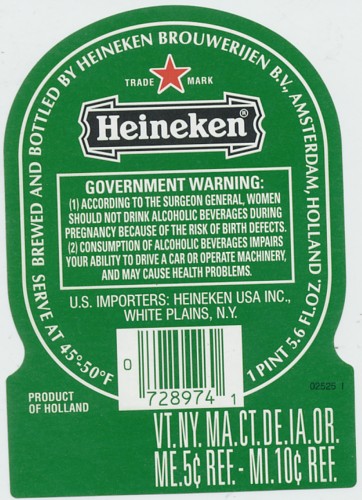 SERVE AT 45°-50°F
BREWED AND BOTTLED BY HEINEKEN BROUWERIJEN B.V., AMSTERDAM, HOLLAND
1 PINT 5.6 FL.OZ.
TRADE MARK
Heineken®
GOVERNMENT WARNING:
(1) ACCORDING TO THE SURGEON GENERAL, WOMEN
SHOULD NOT DRINK ALCOHOLIC BEVERAGES DURING
PREGNANCY BECAUSE OF THE RISK OF BIRTH DEFECTS.
(2) CONSUMPTION OF ALCOHOLIC BEVERAGES IMPAIRS
YOUR ABILITY TO DRIVE A CAR OR OPERATE MACHINERY,
AND MAY CAUSE HEALTH PROBLEMS.
U.S. IMPORTERS: HEINEKEN USA INC.,
WHITE PLAINS, N.Y.
0 728974 1
PRODUCT
OF HOLLAND
VT.NY. MA.CT.DE.IA.OR.
ME.5¢ REF. - MI.10¢ REF.